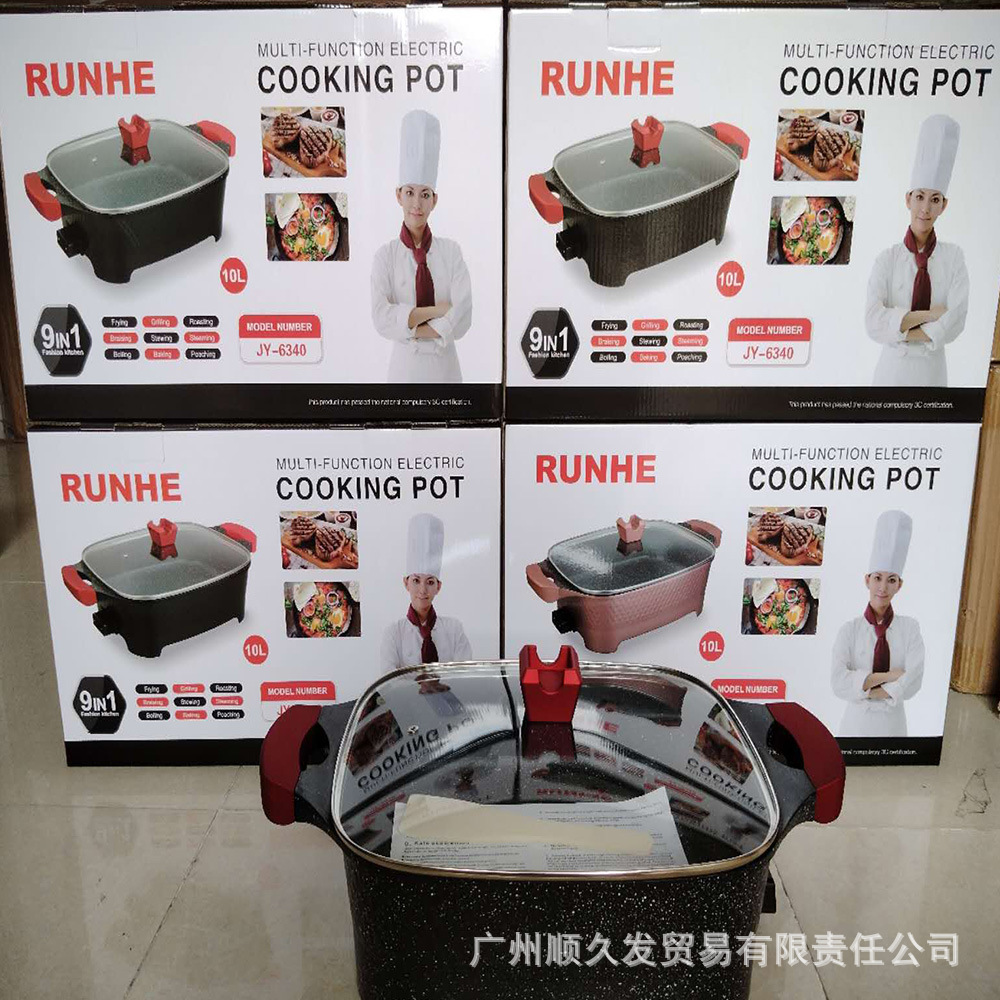 RUNHE
MULTI-FUNCTION ELECTRIC
COOKING POT
10L
9IN1
Fashion kitchen
Frying Grilling Roasting
Braising Stewing Steaming
Boiling Baking Poaching
MODEL NUMBER
JY-6340
This product has passed the national compulsory 3C certification.
RUNHE
MULTI-FUNCTION ELECTRIC
COOKING POT
10L
9IN1
Fashion kitchen
Frying Grilling Roasting
Braising Stewing Steaming
Boiling Baking Poaching
MODEL NUMBER
JY-6340
This product has passed the national compulsory 3C certification.
RUNHE
MULTI-FUNCTION ELECTRIC
COOKING POT
10L
9IN1
Fashion kitchen
Frying Grilling Roasting
Braising Stewing Steaming
Boiling Baking Poaching
MODEL NUMBER
RUNHE
MULTI-FUNCTION ELECTRIC
COOKING POT
10L
MODEL NUMBER
national compulsory 3C certification.
COOKING
COOKING
广州顺久发贸易有限责任公司